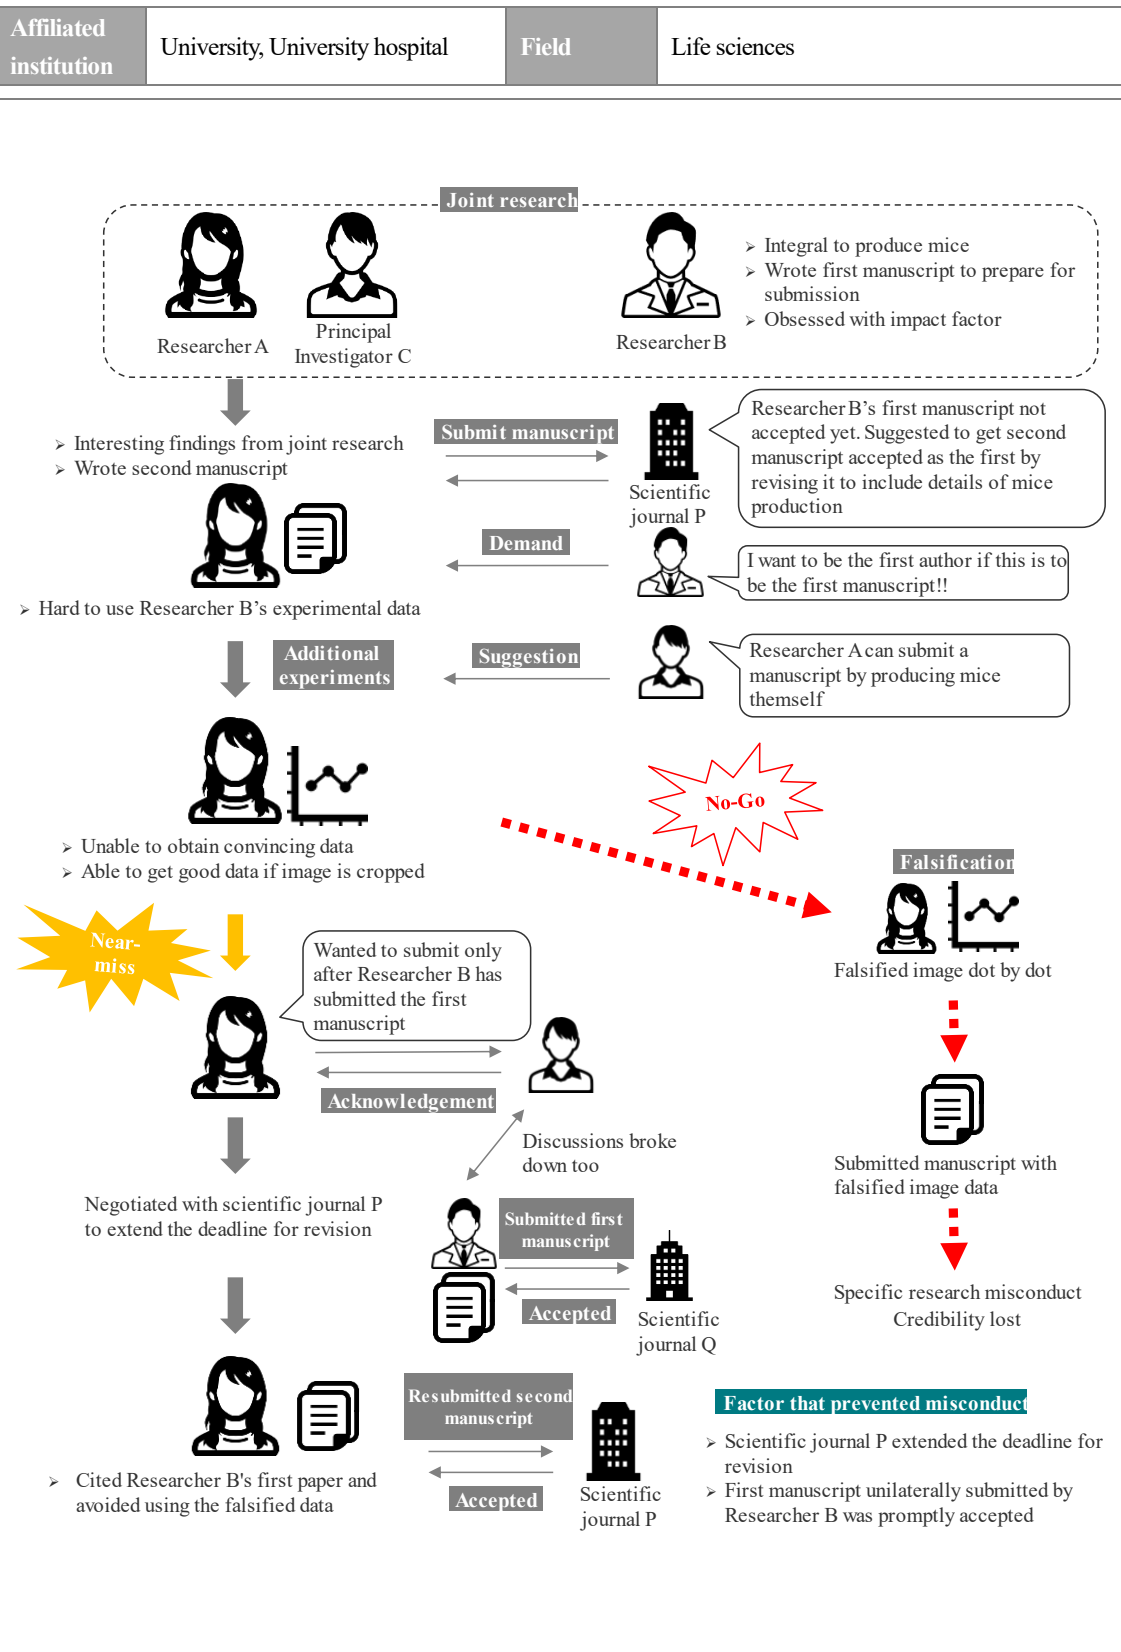 Affiliated
institution
University, University hospital
Field
Life sciences
Joint research
Researcher A
Principal
Investigator C
Researcher B
➢ Integral to produce mice
➢ Wrote first manuscript to prepare for
submission
➢ Obsessed with impact factor
➢ Interesting findings from joint research
➢ Wrote second manuscript
Submit manuscript
Scientific
journal P
Researcher B’s first manuscript not
accepted yet. Suggested to get second
manuscript accepted as the first by
revising it to include details of mice
production
Demand
I want to be the first author if this is to
be the first manuscript!!
➢ Hard to use Researcher B’s experimental data
Additional
experiments
Suggestion
Researcher A can submit a
manuscript by producing mice
themself
No-Go
➢ Unable to obtain convincing data
➢ Able to get good data if image is cropped
Falsification
Near-
miss
Wanted to submit only
after Researcher B has
submitted the first
manuscript
Falsified image dot by dot
Acknowledgement
Discussions broke
down too
Submitted manuscript with
falsified image data
Negotiated with scientific journal P
to extend the deadline for revision
Submitted first
manuscript
Accepted
Scientific
journal Q
Specific research misconduct
Credibility lost
Resubmitted second
manuscript
Accepted
Scientific
journal P
➢ Cited Researcher B's first paper and
avoided using the falsified data
Factor that prevented misconduct
➢ Scientific journal P extended the deadline for
revision
➢ First manuscript unilaterally submitted by
Researcher B was promptly accepted